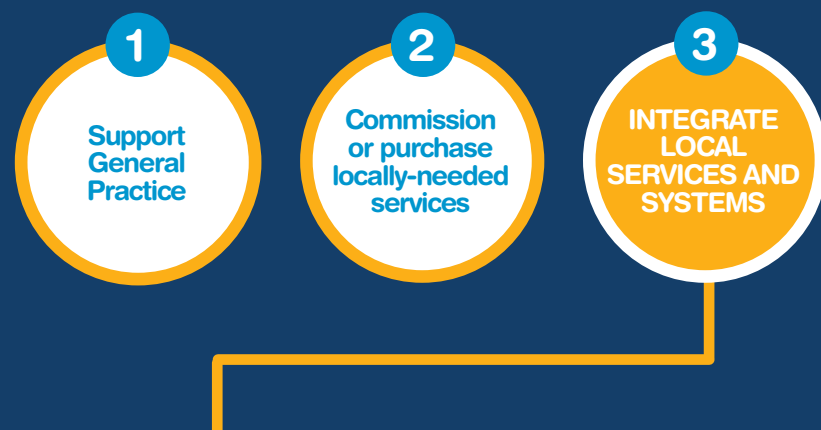 1
Support
General
Practice
2
Commission
or purchase
locally-needed
services
3
INTEGRATE
LOCAL
SERVICES AND
SYSTEMS